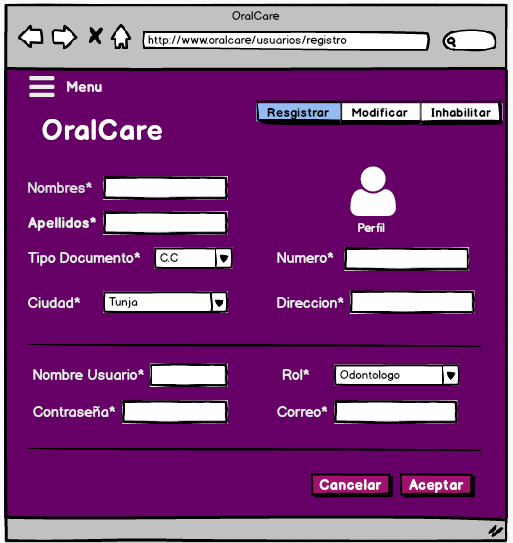 OralCare
http://www.oralcare/usuarios/registro
Menu
Resgistrar Modificar Inhabilitar
OralCare
Nombres*
Apellidos*
Perfil
Tipo Documento* C.C Numero*
Ciudad* Tunja Direccion*
Nombre Usuario* Rol* Odontologo
Contraseña* Correo*
Cancelar Aceptar